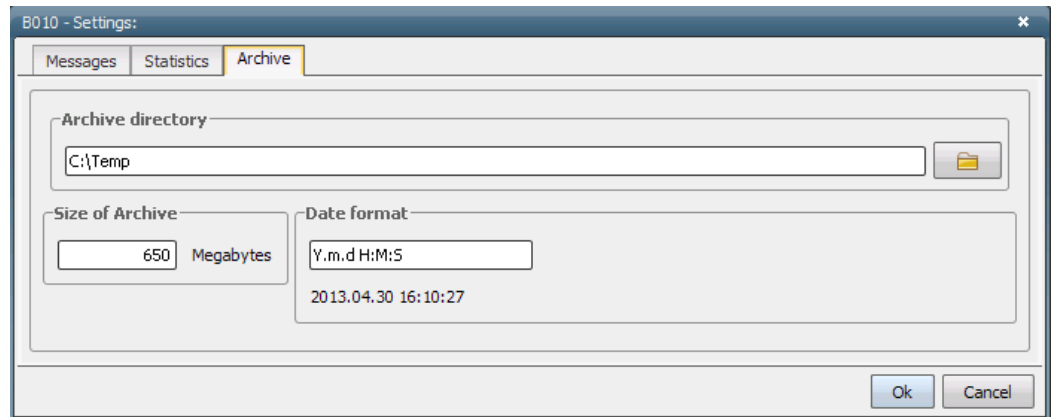 B010 - Settings:
Messages Statistics Archive
Archive directory
C:\Temp
Size of Archive Date format
650 Megabytes Y.m.d H:M:S
2013.04.30 16:10:27
Ok Cancel